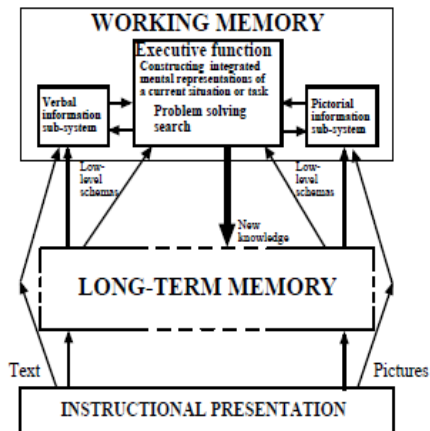 WORKING MEMORY
Executive function
Constructing integrated
mental representations of
a current situation or task
Problem solving
search
Verbal
information
sub-system
Pictorial
information
sub-system
Low-
level
schemas
Low-
level
schemas
New
knowledge
LONG-TERM MEMORY
Text
Pictures
INSTRUCTIONAL PRESENTATION